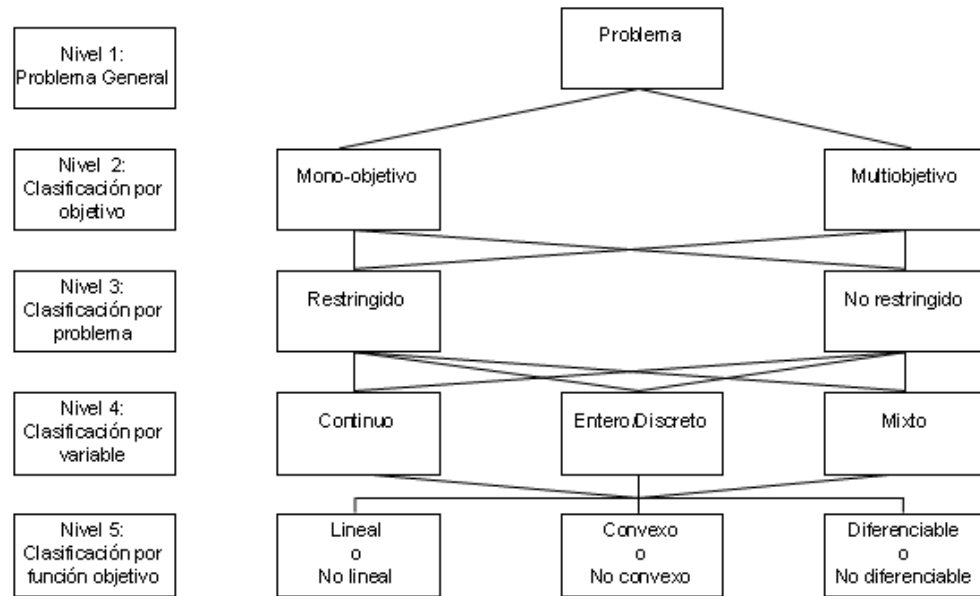 Nivel 1:
Problema General
Problema
Nivel 2:
Clasificación por
objetivo
Mono-objetivo
Multiobjetivo
Nivel 3:
Clasificación por
problema
Restringido
No restringido
Nivel 4:
Clasificación por
variable
Continuo
Entero/Discreto
Mixto
Nivel 5:
Clasificación por
función objetivo
Lineal
o
No lineal
Convexo
o
No convexo
Diferenciable
o
No diferenciable